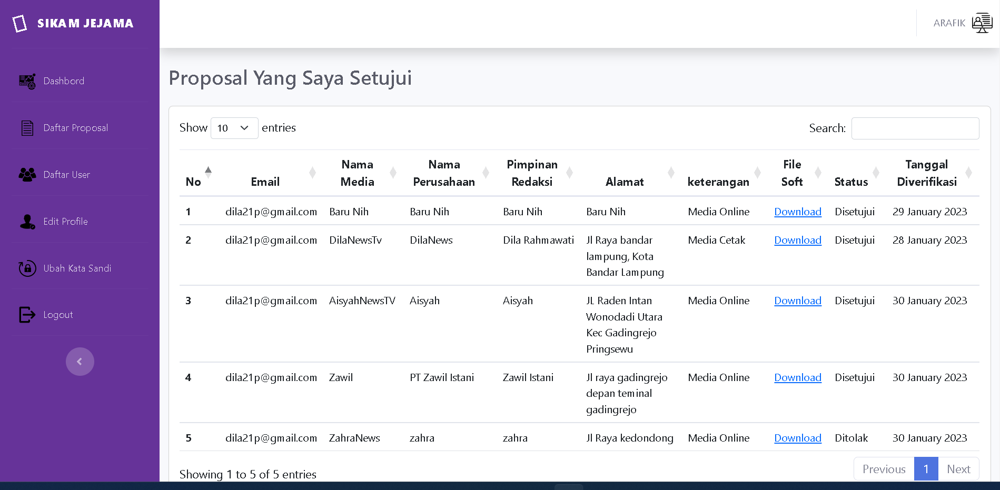 SIKAM JEJAMA
ARAFIK
Dashbord
Daftar Proposal
Daftar User
Edit Profile
Ubah Kata Sandi
Logout
Proposal Yang Saya Setujui
Show 10 entries
Search:
No Email Nama Media Nama Perusahaan Pimpinan Redaksi Alamat keterangan File Soft Status Tanggal Diverifikasi
1 dila21p@gmail.com Baru Nih Baru Nih Baru Nih Baru Nih Media Online Download Disetujui 29 January 2023
2 dila21p@gmail.com DilaNewsTv DilaNews Dila Rahmawati Jl Raya bandar Media Cetak Download Disetujui 28 January 2023
lampung, Kota
Bandar Lampung
3 dila21p@gmail.com AisyahNewsTV Aisyah Aisyah JL Raden Intan Media Online Download Disetujui 30 January 2023
Wonodadi Utara
Kec Gadingrejo
Pringsewu
4 dila21p@gmail.com Zawil PT Zawil Istani Zawil Istani Jl raya gadingrejo Media Online Download Disetujui 30 January 2023
depan teminal
gadingrejo
5 dila21p@gmail.com ZahraNews zahra zahra Jl Raya kedondong Media Online Download Ditolak 30 January 2023
Showing 1 to 5 of 5 entries
Previous 1 Next